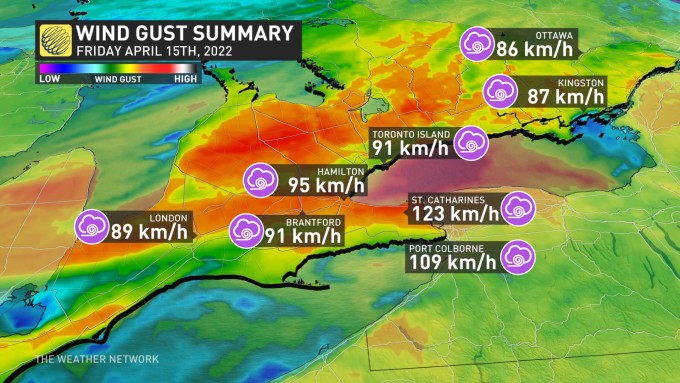 WIND GUST SUMMARY
FRIDAY APRIL 15TH, 2022
LOW WIND GUST HIGH
OTTAWA
86 km/h
KINGSTON
87 km/h
TORONTO ISLAND
91 km/h
HAMILTON
95 km/h
ST. CATHARINES
123 km/h
LONDON
89 km/h
BRANTFORD
91 km/h
PORT COLBORNE
109 km/h
THE WEATHER NETWORK